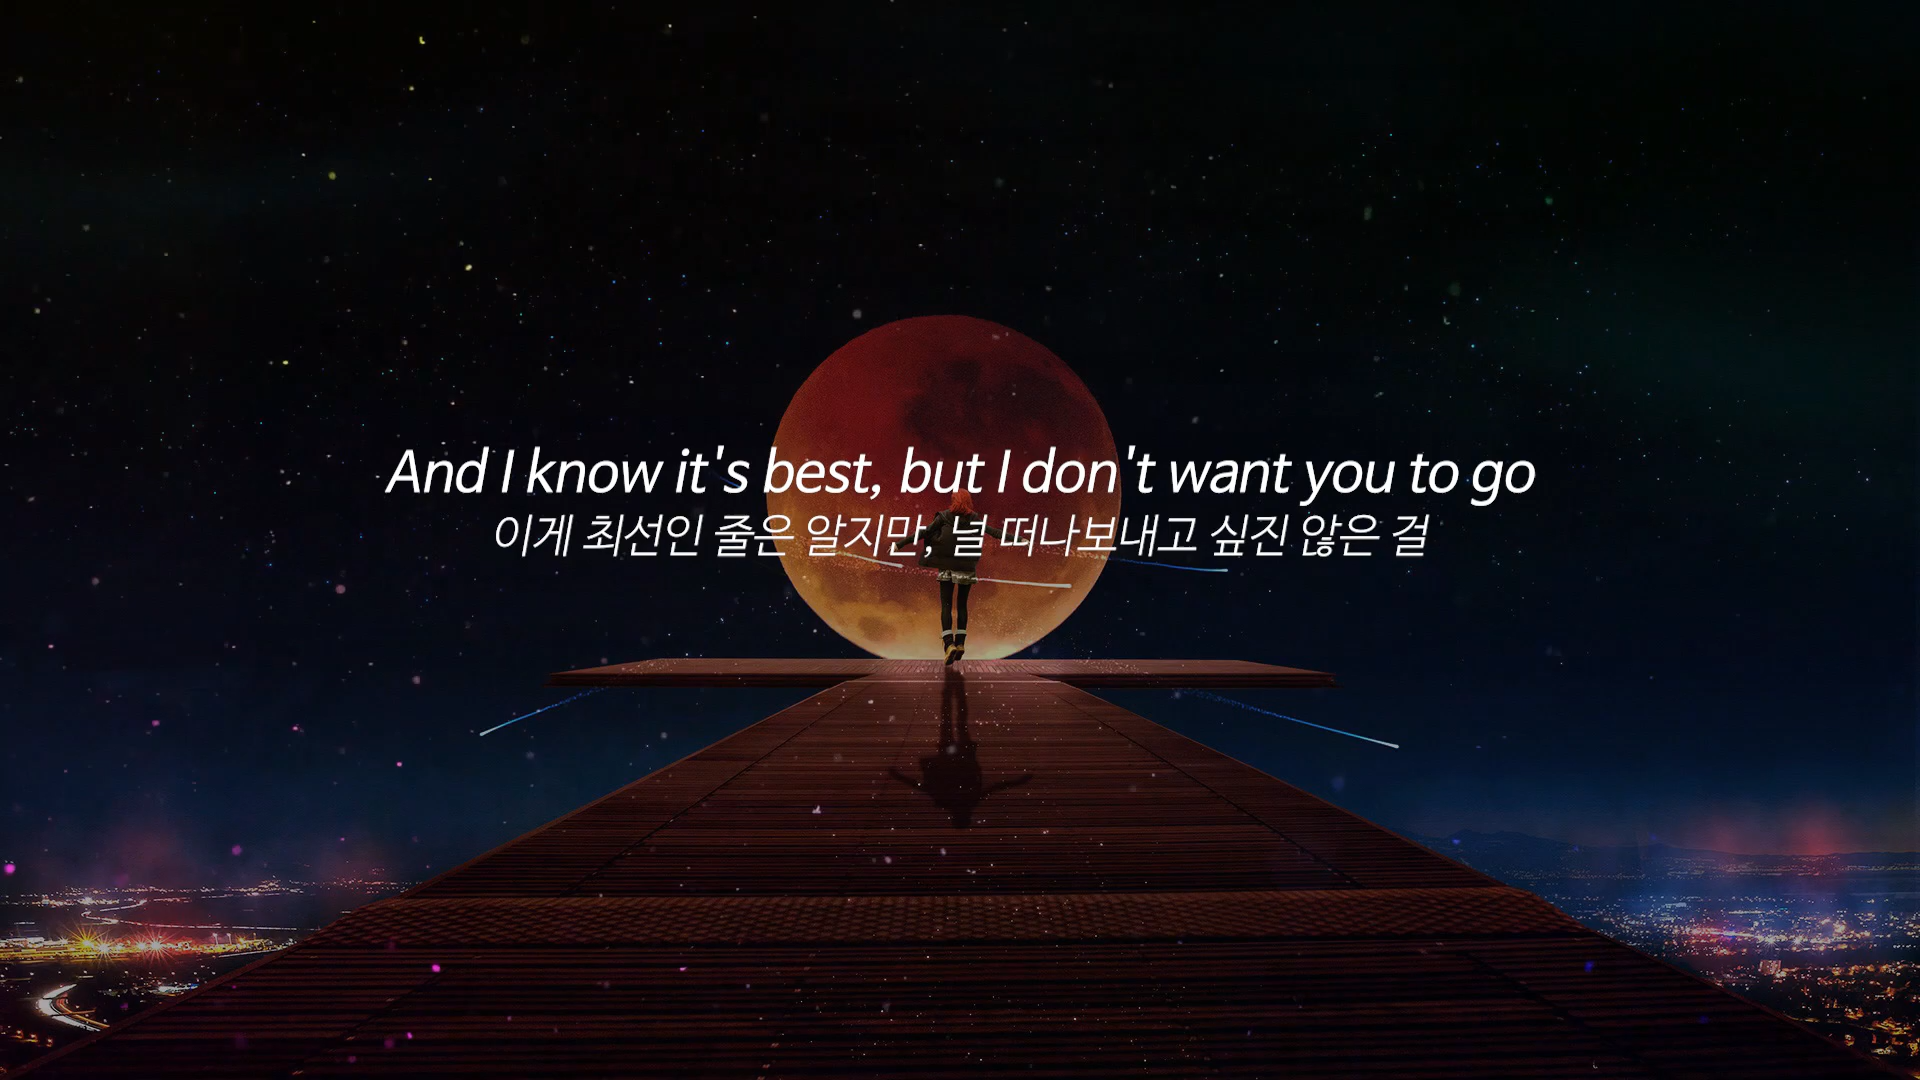 And I know it's best, but I don't want you to go
이게 최선인 줄은 알지만, 널 떠나보내고 싶진 않은 걸